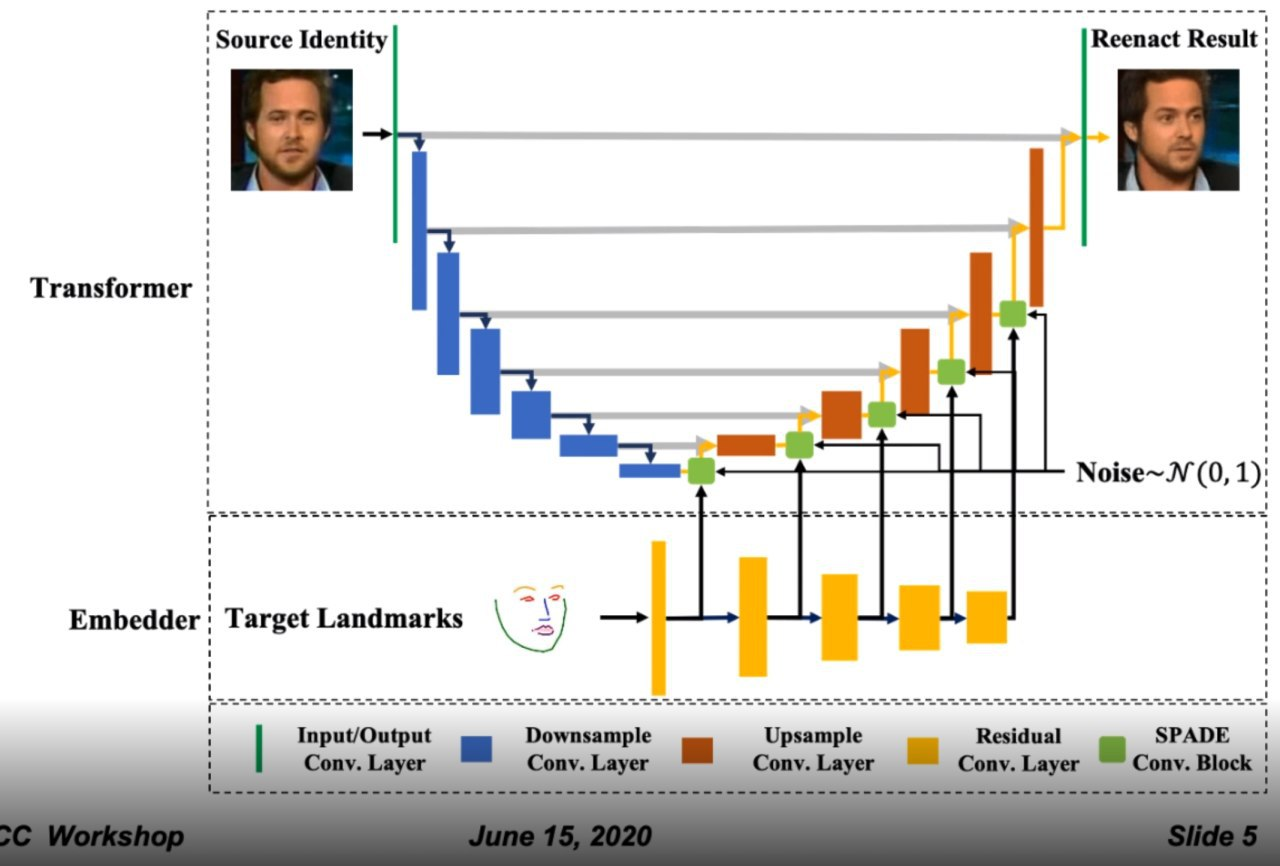 Source Identity
Reenact Result
Transformer
Noise~𝒩(0, 1)
Embedder
Target Landmarks
Input/Output
Conv. Layer
Downsample
Conv. Layer
Upsample
Conv. Layer
Residual
Conv. Layer
SPADE
Conv. Block
CC Workshop
June 15, 2020
Slide 5